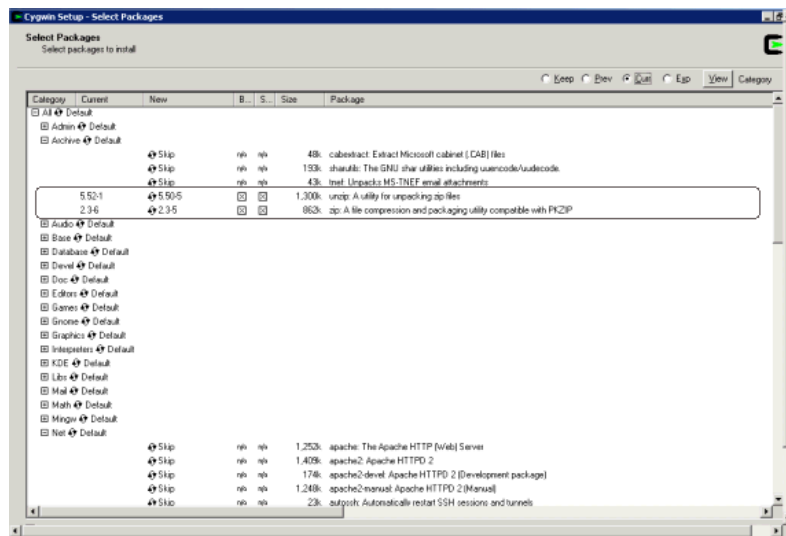 Cygwin Setup - Select Packages
Select Packages
Select packages to install
Keep Prev Curr Exp View Category
Category Current New B... S... Size Package
All Default
Admin Default
Archive Default
Skip n/a n/a 48k cabextract: Extract Microsoft cabinet (.CAB) files
Skip n/a n/a 193k sharutils: The GNU shar utilities including uuencode/uudecode.
Skip n/a n/a 43k tnef: Unpacks MS-TNEF email attachments
5.52-1 5.50-5 1,300k unzip: A utility for unpacking zip files
2.3-6 2.3-5 862k zip: A file compression and packaging utility compatible with PKZIP
Audio Default
Base Default
Database Default
Devel Default
Doc Default
Editors Default
Games Default
Gnome Default
Graphics Default
Interpreters Default
KDE Default
Libs Default
Mail Default
Math Default
Mingw Default
Net Default
Skip n/a n/a 1,252k apache: The Apache HTTP (Web) Server
Skip n/a n/a 1,409k apache2: Apache HTTPD 2
Skip n/a n/a 174k apache2-devel: Apache HTTPD 2 (Development package)
Skip n/a n/a 1,248k apache2-manual: Apache HTTPD 2 (Manual)
Skip n/a n/a 23k autossh: Automatically restart SSH sessions and tunnels